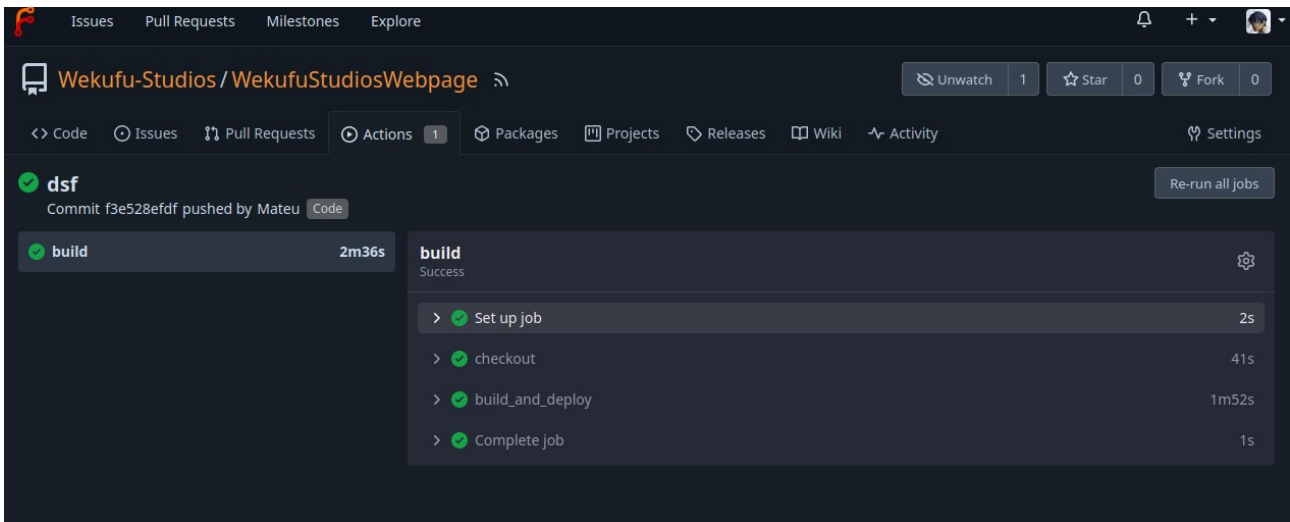 Issues Pull Requests Milestones Explore
Wekufu-Studios/WekufuStudiosWebpage Unwatch 1 Star 0 Fork 0
Code Issues Pull Requests Actions 1 Packages Projects Releases Wiki Activity Settings
dsf Re-run all jobs
Commit f3e528efdf pushed by Mateu Code
build 2m36s
build
Success
Set up job 2s
checkout 41s
build_and_deploy 1m52s
Complete job 1s